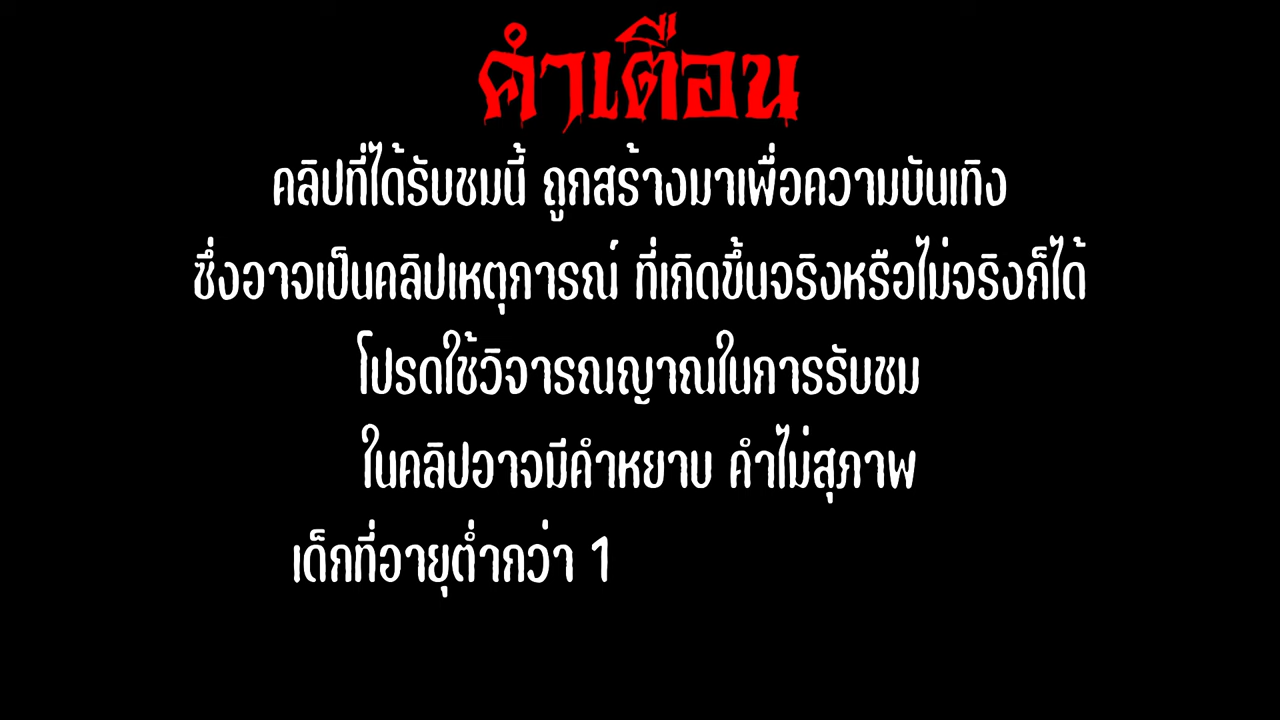 คำเตือน
คลิปที่ได้รับชมนี้ ถูกสร้างมาเพื่อความบันเทิง
ซึ่งอาจเป็นคลิปเหตุการณ์ ที่เกิดขึ้นจริงหรือไม่จริงก็ได้
โปรดใช้วิจารณญาณในการรับชม
ในคลิปอาจมีคำหยาบ คำไม่สุภาพ
เด็กที่อายุต่ำกว่า 1